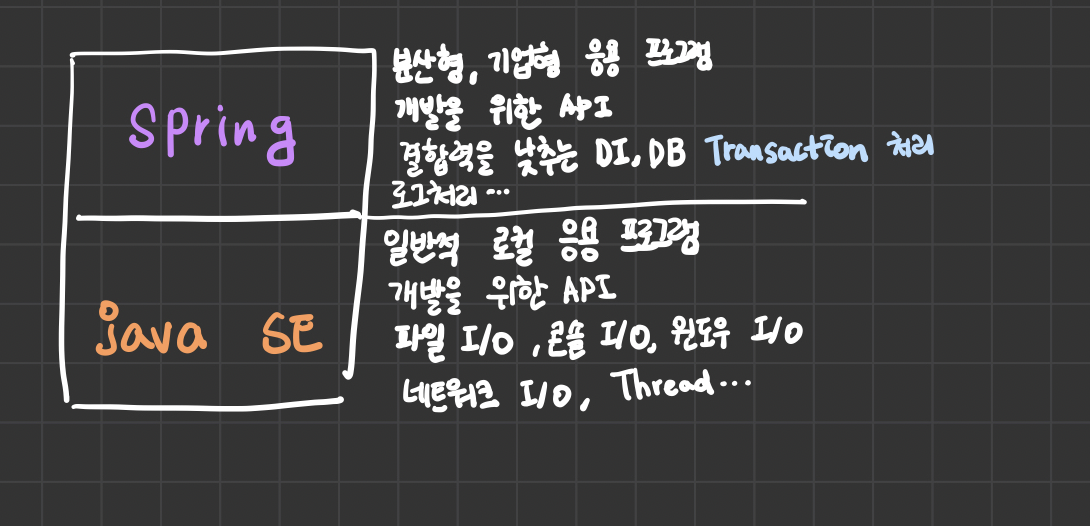 Spring
분산형, 기업형 응용 프로그램
개발을 위한 API
결합력을 낮추는 DI, DB Transaction 처리
로그처리...
java SE
일반적 로컬 응용 프로그램
개발을 위한 API
파일 I/O, 콘솔 I/O, 윈도우 I/O
네트워크 I/O, Thread...